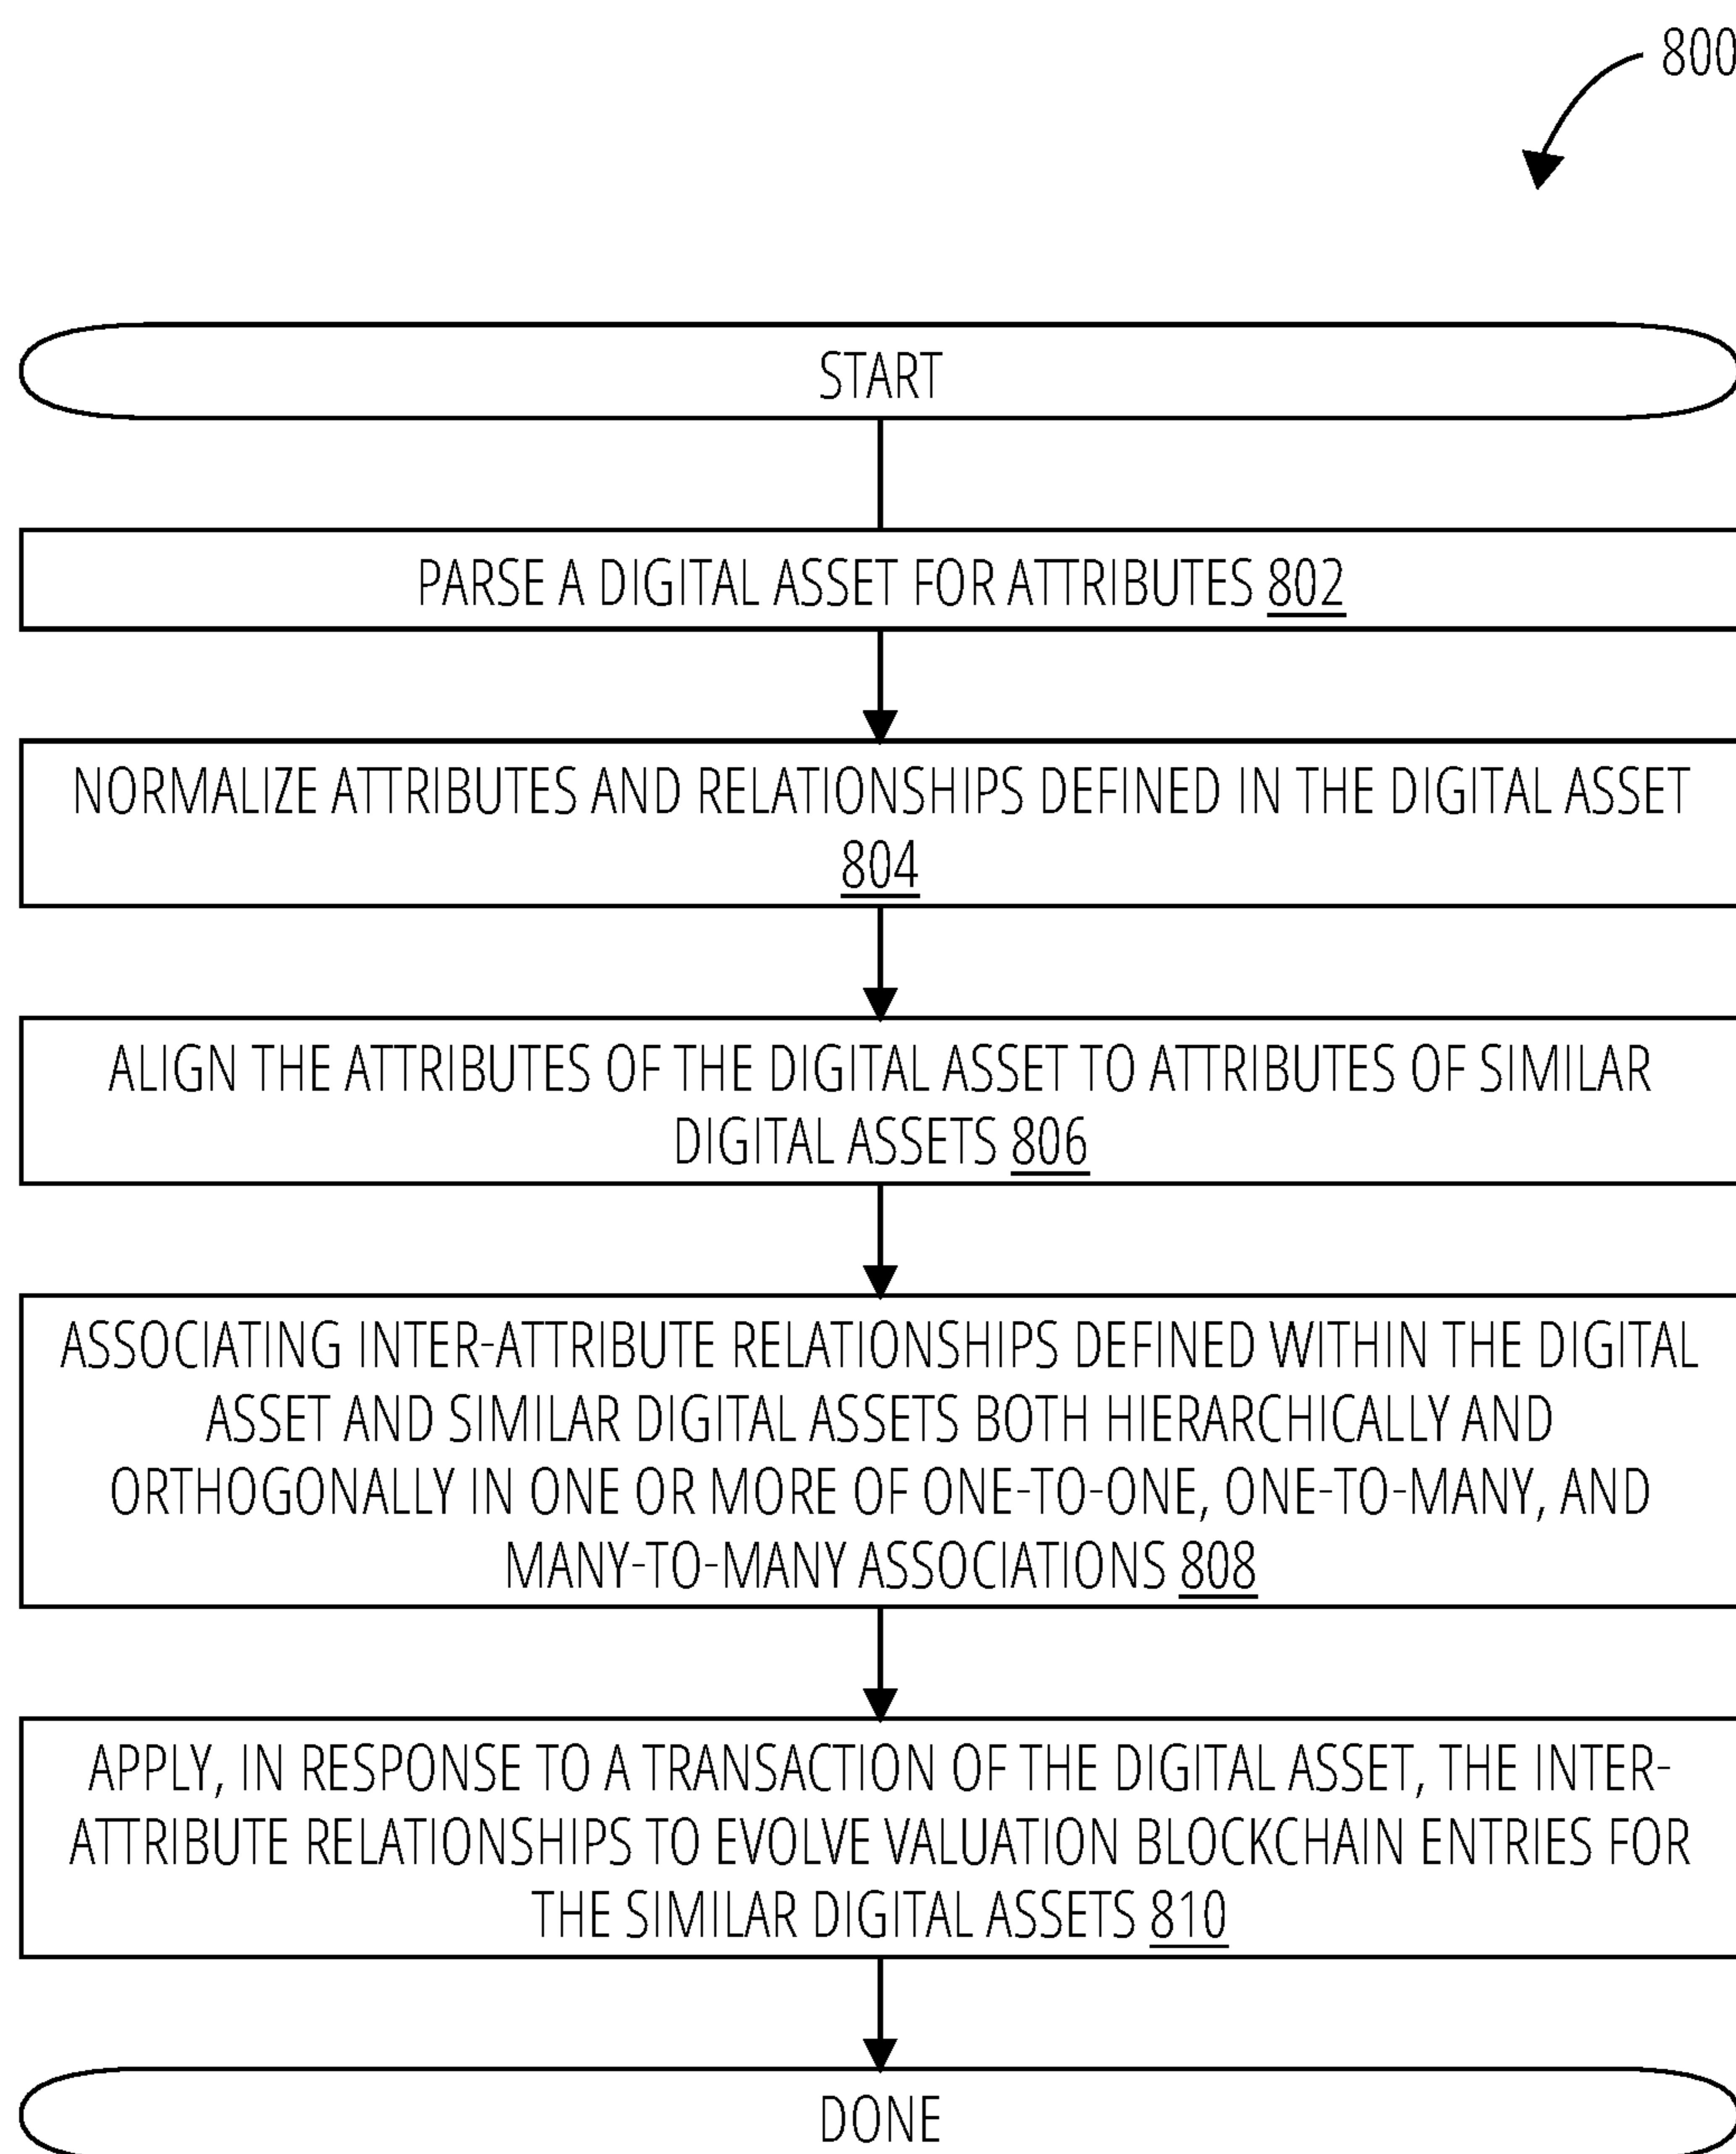 800
START
PARSE A DIGITAL ASSET FOR ATTRIBUTES 802
NORMALIZE ATTRIBUTES AND RELATIONSHIPS DEFINED IN THE DIGITAL ASSET
804
ALIGN THE ATTRIBUTES OF THE DIGITAL ASSET TO ATTRIBUTES OF SIMILAR
DIGITAL ASSETS 806
ASSOCIATING INTER-ATTRIBUTE RELATIONSHIPS DEFINED WITHIN THE DIGITAL
ASSET AND SIMILAR DIGITAL ASSETS BOTH HIERARCHICALLY AND
ORTHOGONALLY IN ONE OR MORE OF ONE-TO-ONE, ONE-TO-MANY, AND
MANY-TO-MANY ASSOCIATIONS 808
APPLY, IN RESPONSE TO A TRANSACTION OF THE DIGITAL ASSET, THE INTER-
ATTRIBUTE RELATIONSHIPS TO EVOLVE VALUATION BLOCKCHAIN ENTRIES FOR
THE SIMILAR DIGITAL ASSETS 810
DONE